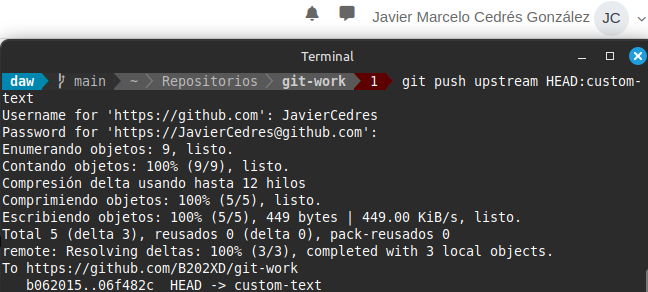 Javier Marcelo Cedrés González JC
Terminal
daw main ~ Repositorios git-work 1 git push upstream HEAD:custom-
text
Username for 'https://github.com': JavierCedres
Password for 'https://JavierCedres@github.com':
Enumerando objetos: 9, listo.
Contando objetos: 100% (9/9), listo.
Compresión delta usando hasta 12 hilos
Comprimiendo objetos: 100% (5/5), listo.
Escribiendo objetos: 100% (5/5), 449 bytes | 449.00 KiB/s, listo.
Total 5 (delta 3), reusados 0 (delta 0), pack-reusados 0
remote: Resolving deltas: 100% (3/3), completed with 3 local objects.
To https://github.com/B202XD/git-work
b062015..06f482c HEAD -> custom-text